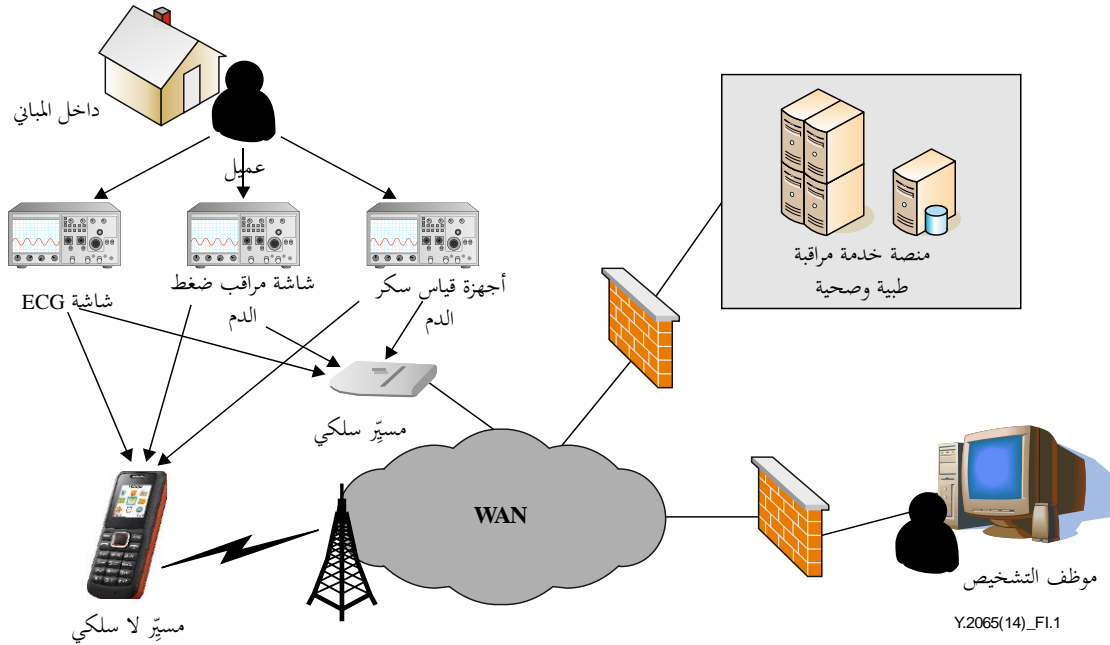 داخل المباني
عميل
شاشة ECG
شاشة مراقب ضغط
الدم
أجهزة قياس سكر
الدم
مسيِّر سلكي
مسيِّر لا سلكي
WAN
منصة خدمة مراقبة
طبية وصحية
موظف التشخيص
Y.2065(14)_FI.1